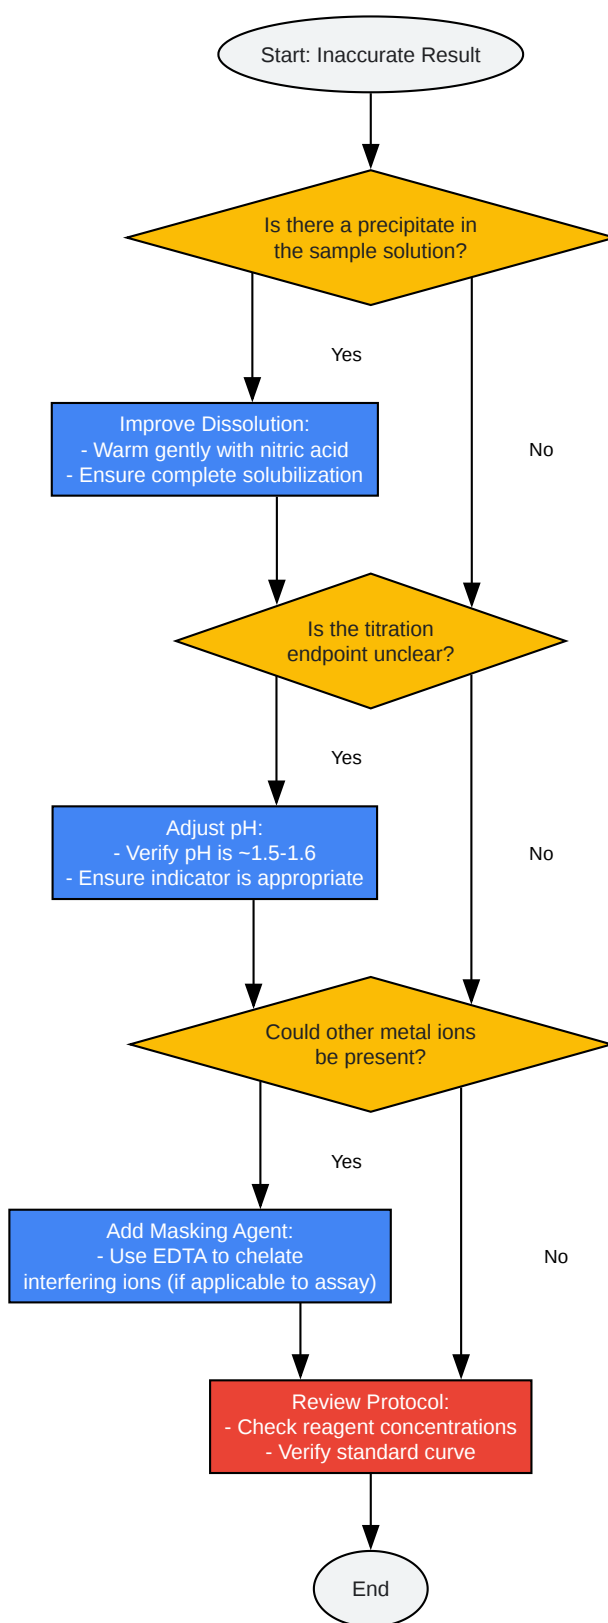 Start: Inaccurate Result
Is there a precipitate in
the sample solution?
Yes
Improve Dissolution:
- Warm gently with nitric acid
- Ensure complete solubilization
No
Is the titration
endpoint unclear?
Yes
Adjust pH:
- Verify pH is ~1.5-1.6
- Ensure indicator is appropriate
No
Could other metal ions
be present?
Yes
Add Masking Agent:
- Use EDTA to chelate
interfering ions (if applicable to assay)
No
Review Protocol:
- Check reagent concentrations
- Verify standard curve
End